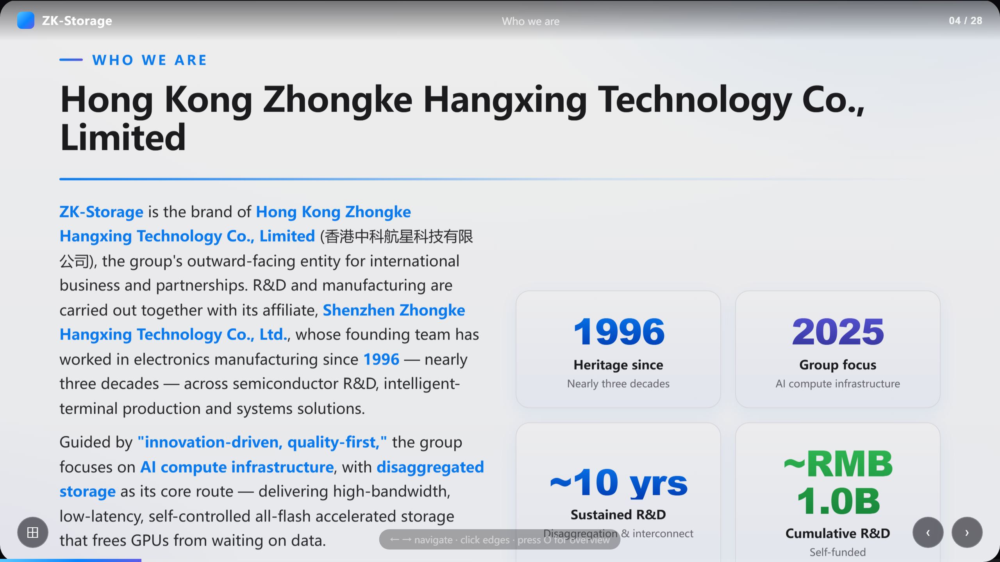 ZK-Storage
Who we are
04 / 28
WHO WE ARE
Hong Kong Zhongke Hangxing Technology Co.,
Limited
ZK-Storage is the brand of Hong Kong Zhongke
Hangxing Technology Co., Limited (香港中科航星科技有限
公司), the group's outward-facing entity for international
business and partnerships. R&D and manufacturing are
carried out together with its affiliate, Shenzhen Zhongke
Hangxing Technology Co., Ltd., whose founding team has
worked in electronics manufacturing since 1996 — nearly
three decades — across semiconductor R&D, intelligent-
terminal production and systems solutions.
Guided by "innovation-driven, quality-first," the group
focuses on AI compute infrastructure, with disaggregated
storage as its core route — delivering high-bandwidth,
low-latency, self-controlled all-flash accelerated storage
that frees GPUs from waiting on data.
1996
Heritage since
Nearly three decades
2025
Group focus
AI compute infrastructure
~10 yrs
Sustained R&D
Disaggregation & interconnect
~RMB
1.0B
Cumulative R&D
Self-funded
←→ navigate · click edges · press O for overview
‹
›